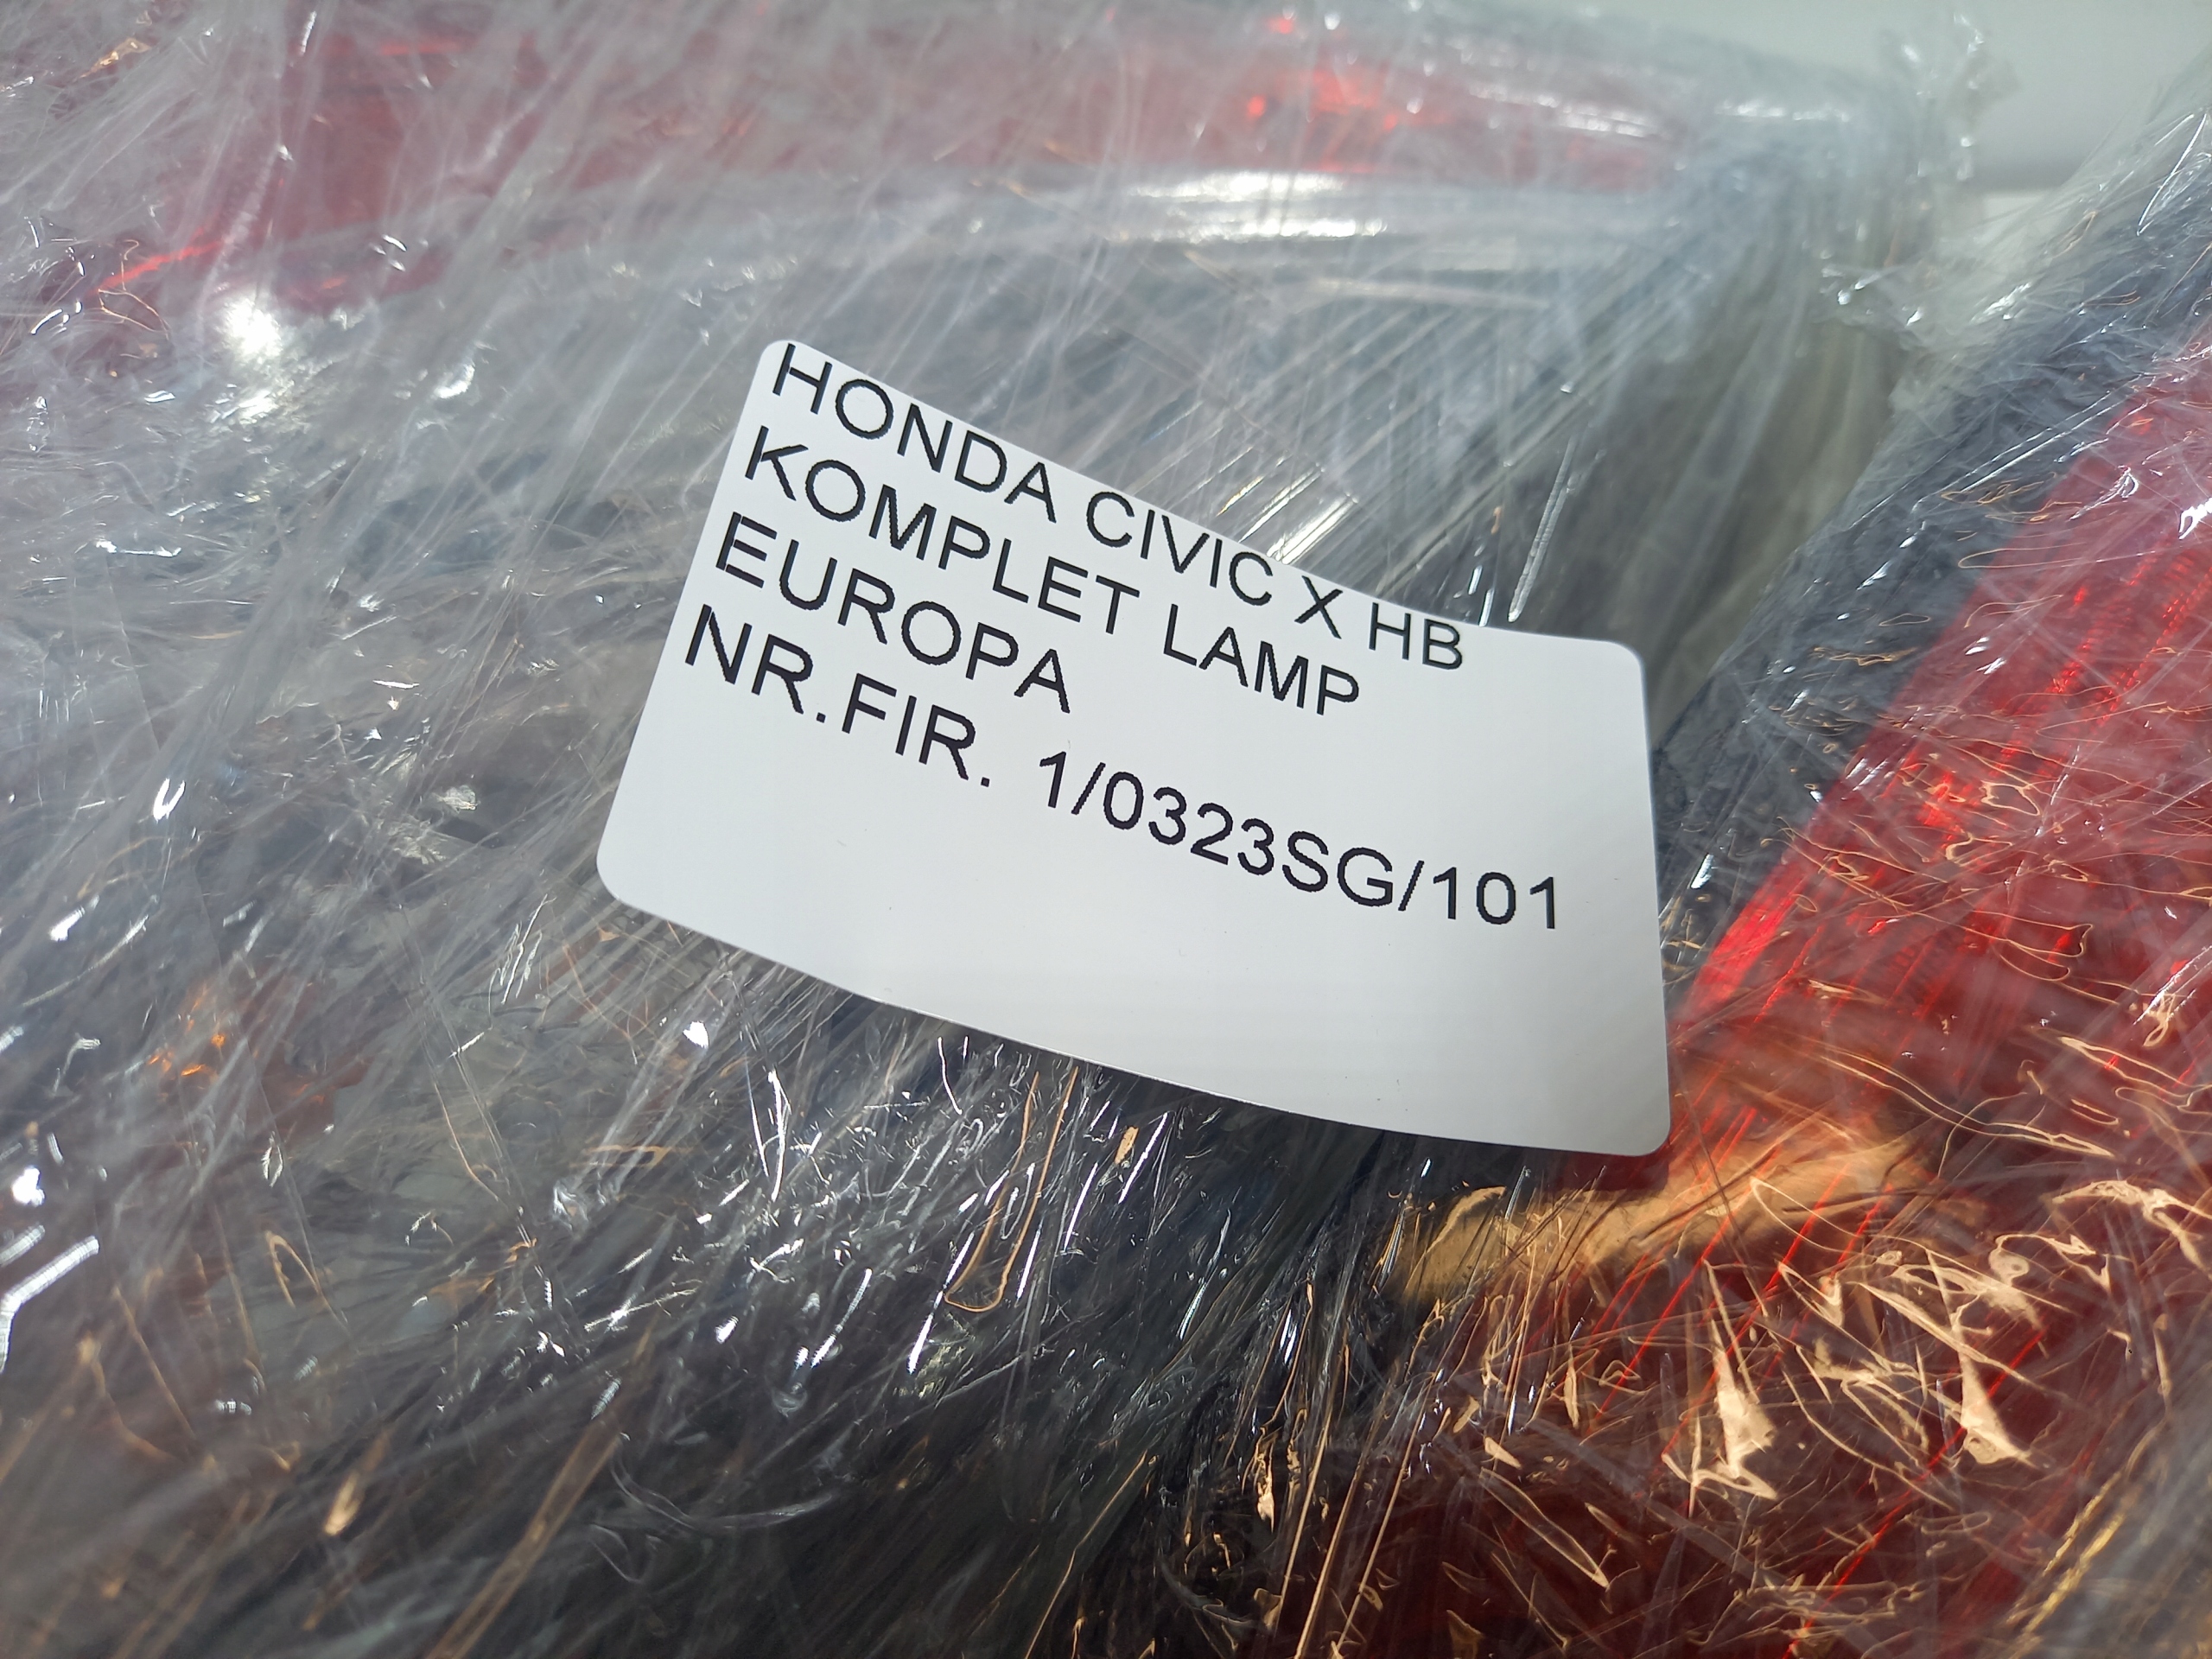 HONDA CIVIC X HB
KOMPLET LAMP
EUROPA
NR.FIR. 1/0323SG/101